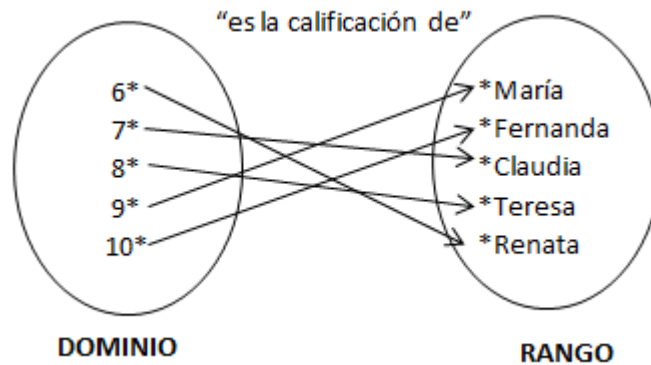 “es la calificación de”
6*
7*
8*
9*
10*
*María
*Fernanda
*Claudia
*Teresa
*Renata
DOMINIO
RANGO